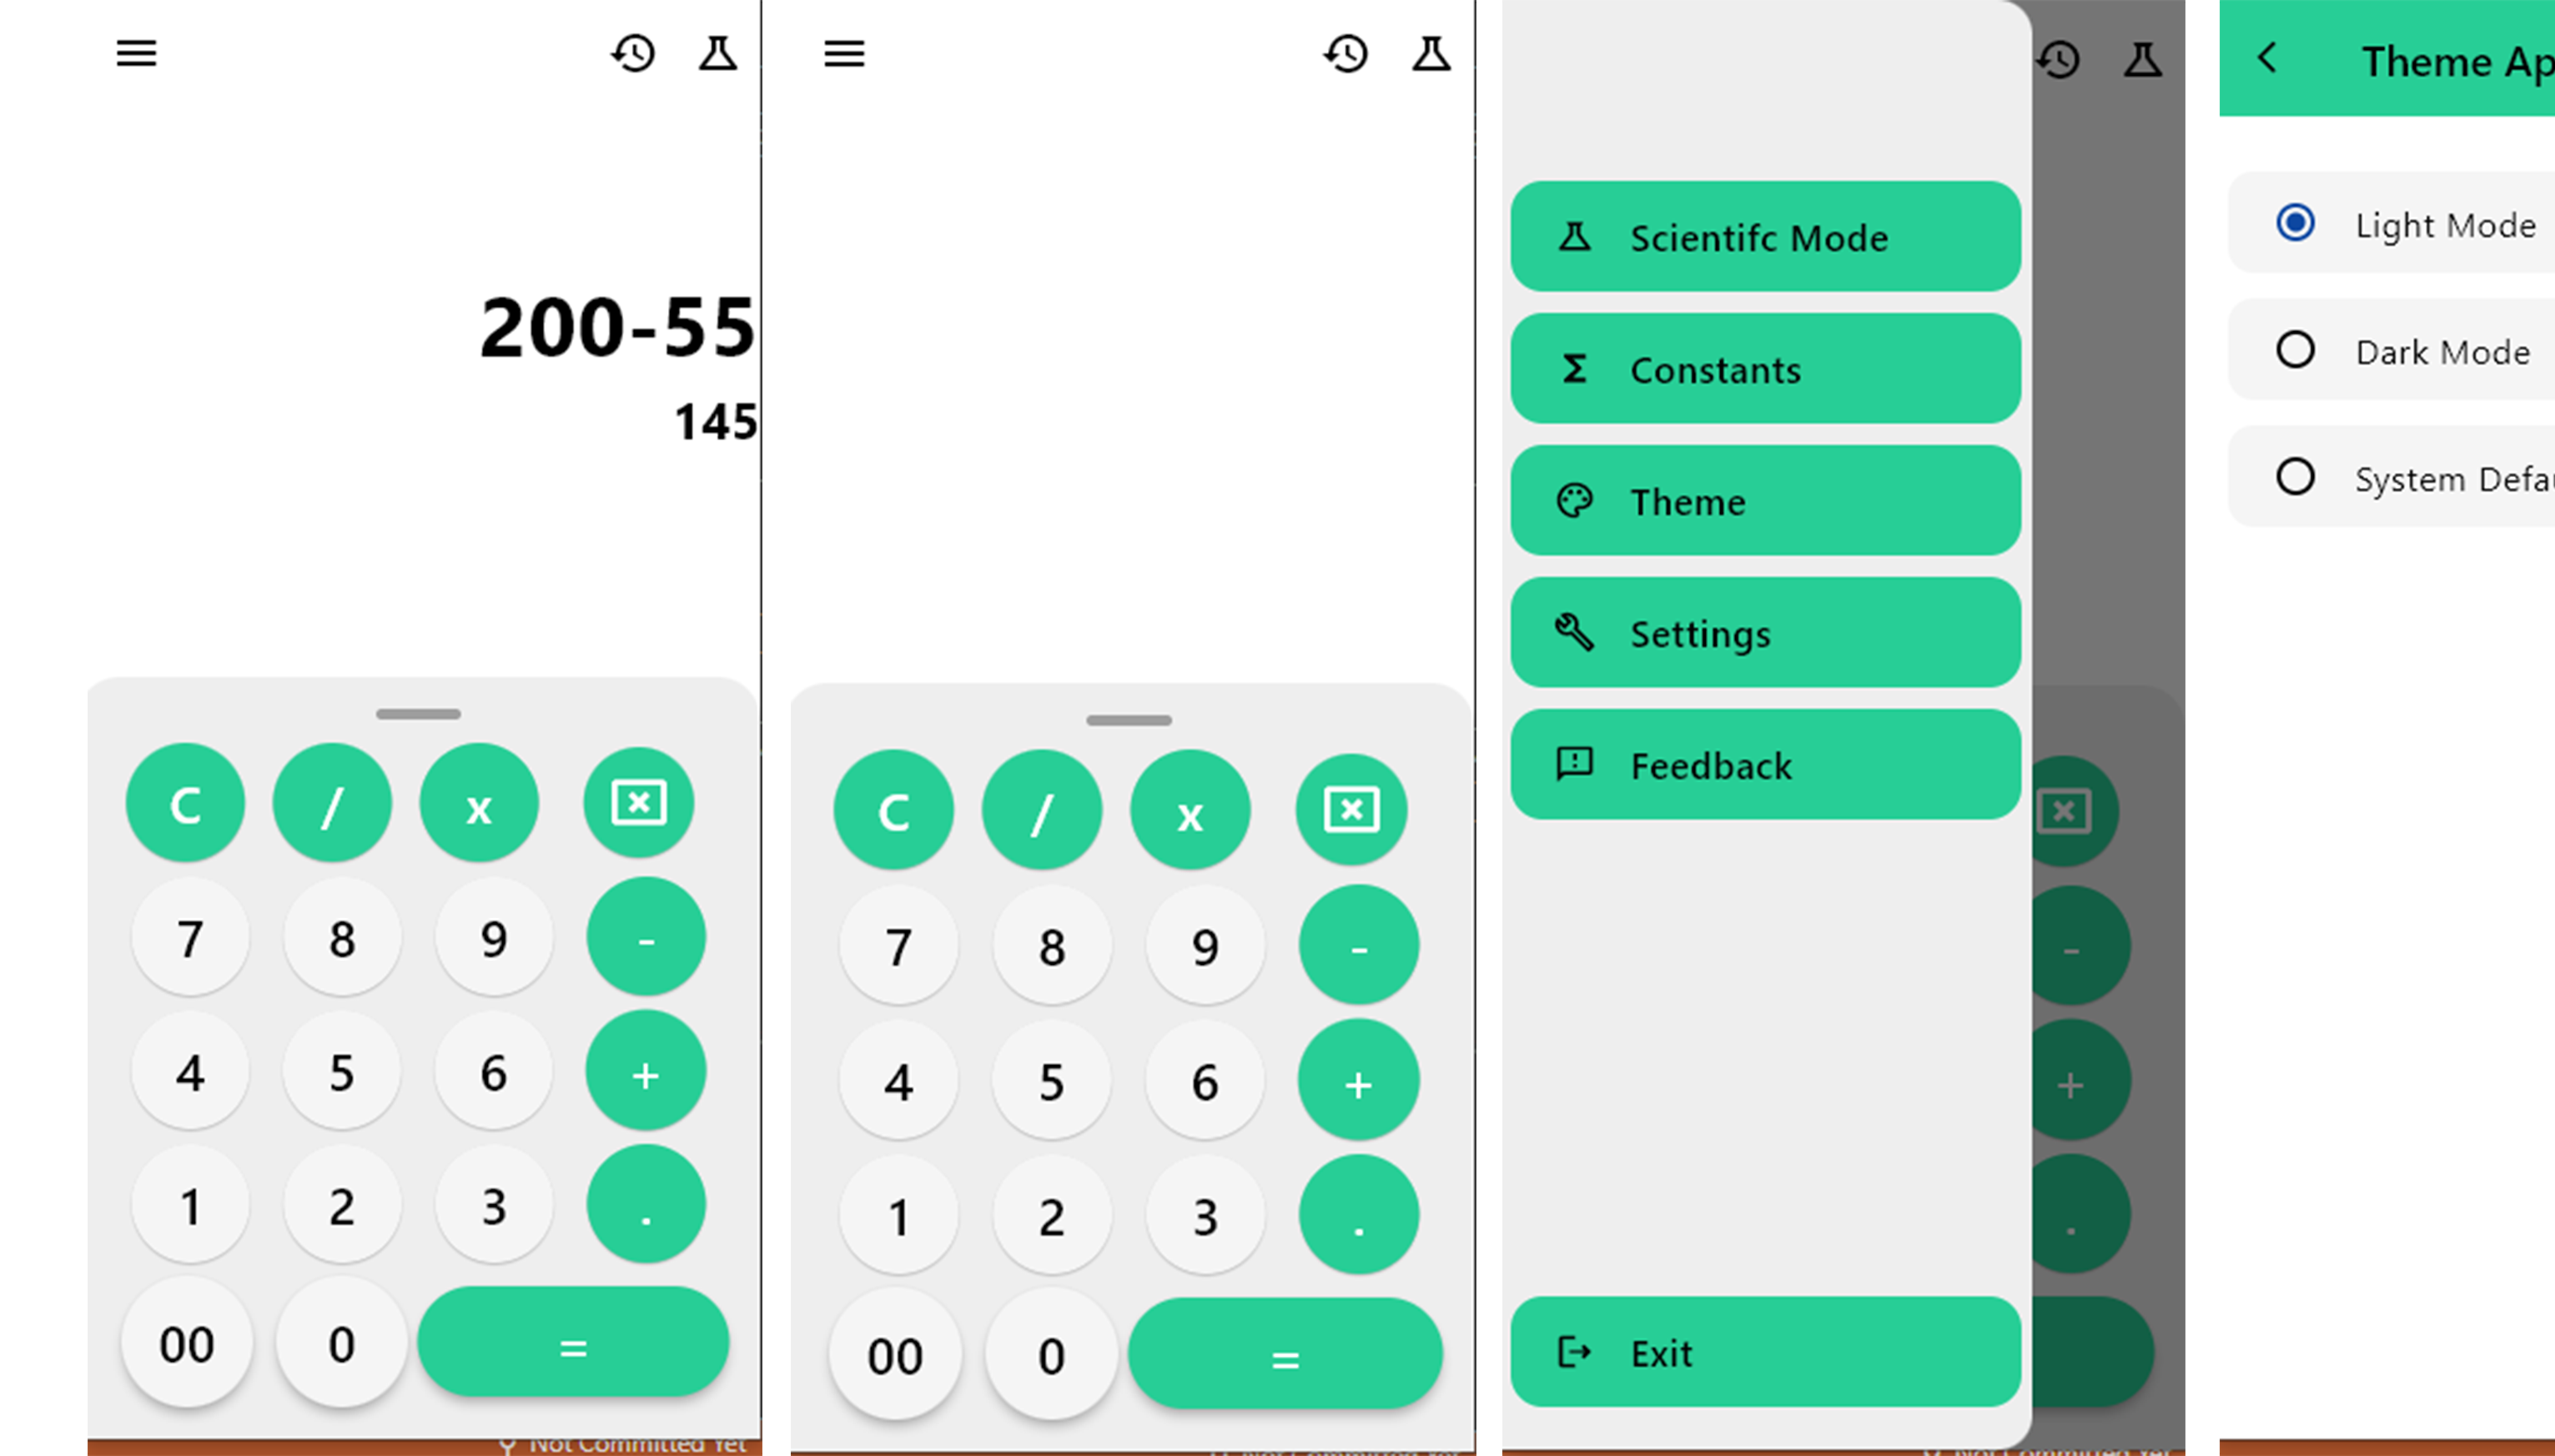 200-55
145
C / x
7 8 9 -
4 5 6 +
1 2 3 .
00 0 =
Not Committed Yet
C / x
7 8 9 -
4 5 6 +
1 2 3 .
00 0 =
Scientifc Mode
Constants
Theme
Settings
Feedback
Exit
-
+
.
Theme Ap
Light Mode
Dark Mode
System Defau